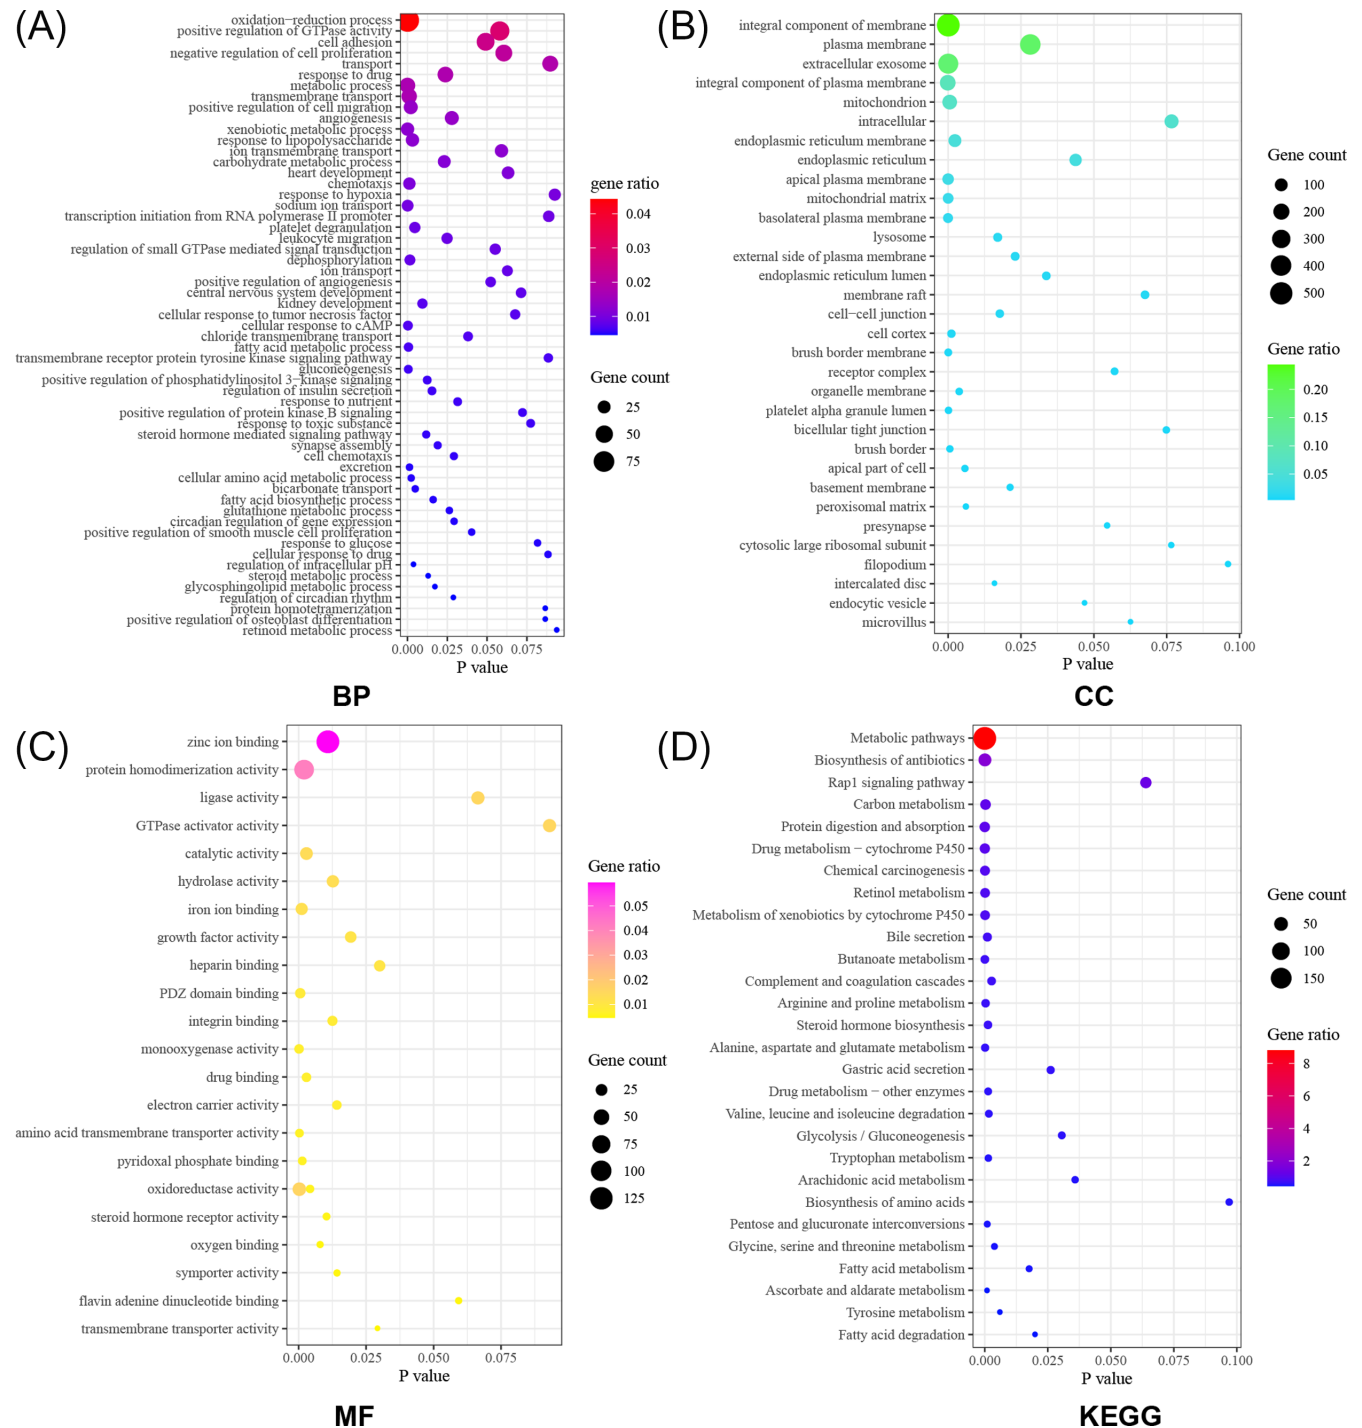 (A)
oxidation−reduction process
positive regulation of GTPase activity
cell adhesion
negative regulation of cell proliferation
transport
response to drug
metabolic process
transmembrane transport
positive regulation of cell migration
angiogenesis
xenobiotic metabolic process
response to lipopolysaccharide
ion transmembrane transport
carbohydrate metabolic process
heart development
chemotaxis
response to hypoxia
sodium ion transport
transcription initiation from RNA polymerase II promoter
platelet degranulation
leukocyte migration
regulation of small GTPase mediated signal transduction
dephosphorylation
ion transport
positive regulation of angiogenesis
central nervous system development
kidney development
cellular response to tumor necrosis factor
cellular response to cAMP
chloride transmembrane transport
fatty acid metabolic process
transmembrane receptor protein tyrosine kinase signaling pathway
gluconeogenesis
positive regulation of phosphatidylinositol 3−kinase signaling
regulation of insulin secretion
response to nutrient
positive regulation of protein kinase B signaling
response to toxic substance
steroid hormone mediated signaling pathway
synapse assembly
cell chemotaxis
excretion
cellular amino acid metabolic process
bicarbonate transport
fatty acid biosynthetic process
glutathione metabolic process
circadian regulation of gene expression
positive regulation of smooth muscle cell proliferation
response to glucose
cellular response to drug
regulation of intracellular pH
steroid metabolic process
glycosphingolipid metabolic process
regulation of circadian rhythm
protein homotetramerization
positive regulation of osteoblast differentiation
retinoid metabolic process
0.000 0.025 0.050 0.075
P value
BP
gene ratio
0.04
0.03
0.02
0.01
Gene count
25
50
75
(B)
integral component of membrane
plasma membrane
extracellular exosome
integral component of plasma membrane
mitochondrion
intracellular
endoplasmic reticulum membrane
endoplasmic reticulum
apical plasma membrane
mitochondrial matrix
basolateral plasma membrane
lysosome
external side of plasma membrane
endoplasmic reticulum lumen
membrane raft
cell−cell junction
cell cortex
brush border membrane
receptor complex
organelle membrane
platelet alpha granule lumen
bicellular tight junction
brush border
apical part of cell
basement membrane
peroxisomal matrix
presynapse
cytosolic large ribosomal subunit
filopodium
intercalated disc
endocytic vesicle
microvillus
0.000 0.025 0.050 0.075 0.100
P value
CC
Gene count
100
200
300
400
500
Gene ratio
0.20
0.15
0.10
0.05
(C)
zinc ion binding
protein homodimerization activity
ligase activity
GTPase activator activity
catalytic activity
hydrolase activity
iron ion binding
growth factor activity
heparin binding
PDZ domain binding
integrin binding
monooxygenase activity
drug binding
electron carrier activity
amino acid transmembrane transporter activity
pyridoxal phosphate binding
oxidoreductase activity
steroid hormone receptor activity
oxygen binding
symporter activity
flavin adenine dinucleotide binding
transmembrane transporter activity
0.000 0.025 0.050 0.075
P value
MF
Gene ratio
0.05
0.04
0.03
0.02
0.01
Gene count
25
50
75
100
125
(D)
Metabolic pathways
Biosynthesis of antibiotics
Rap1 signaling pathway
Carbon metabolism
Protein digestion and absorption
Drug metabolism − cytochrome P450
Chemical carcinogenesis
Retinol metabolism
Metabolism of xenobiotics by cytochrome P450
Bile secretion
Butanoate metabolism
Complement and coagulation cascades
Arginine and proline metabolism
Steroid hormone biosynthesis
Alanine, aspartate and glutamate metabolism
Gastric acid secretion
Drug metabolism − other enzymes
Valine, leucine and isoleucine degradation
Glycolysis / Gluconeogenesis
Tryptophan metabolism
Arachidonic acid metabolism
Biosynthesis of amino acids
Pentose and glucuronate interconversions
Glycine, serine and threonine metabolism
Fatty acid metabolism
Ascorbate and aldarate metabolism
Tyrosine metabolism
Fatty acid degradation
0.000 0.025 0.050 0.075 0.100
P value
KEGG
Gene count
50
100
150
Gene ratio
8
6
4
2